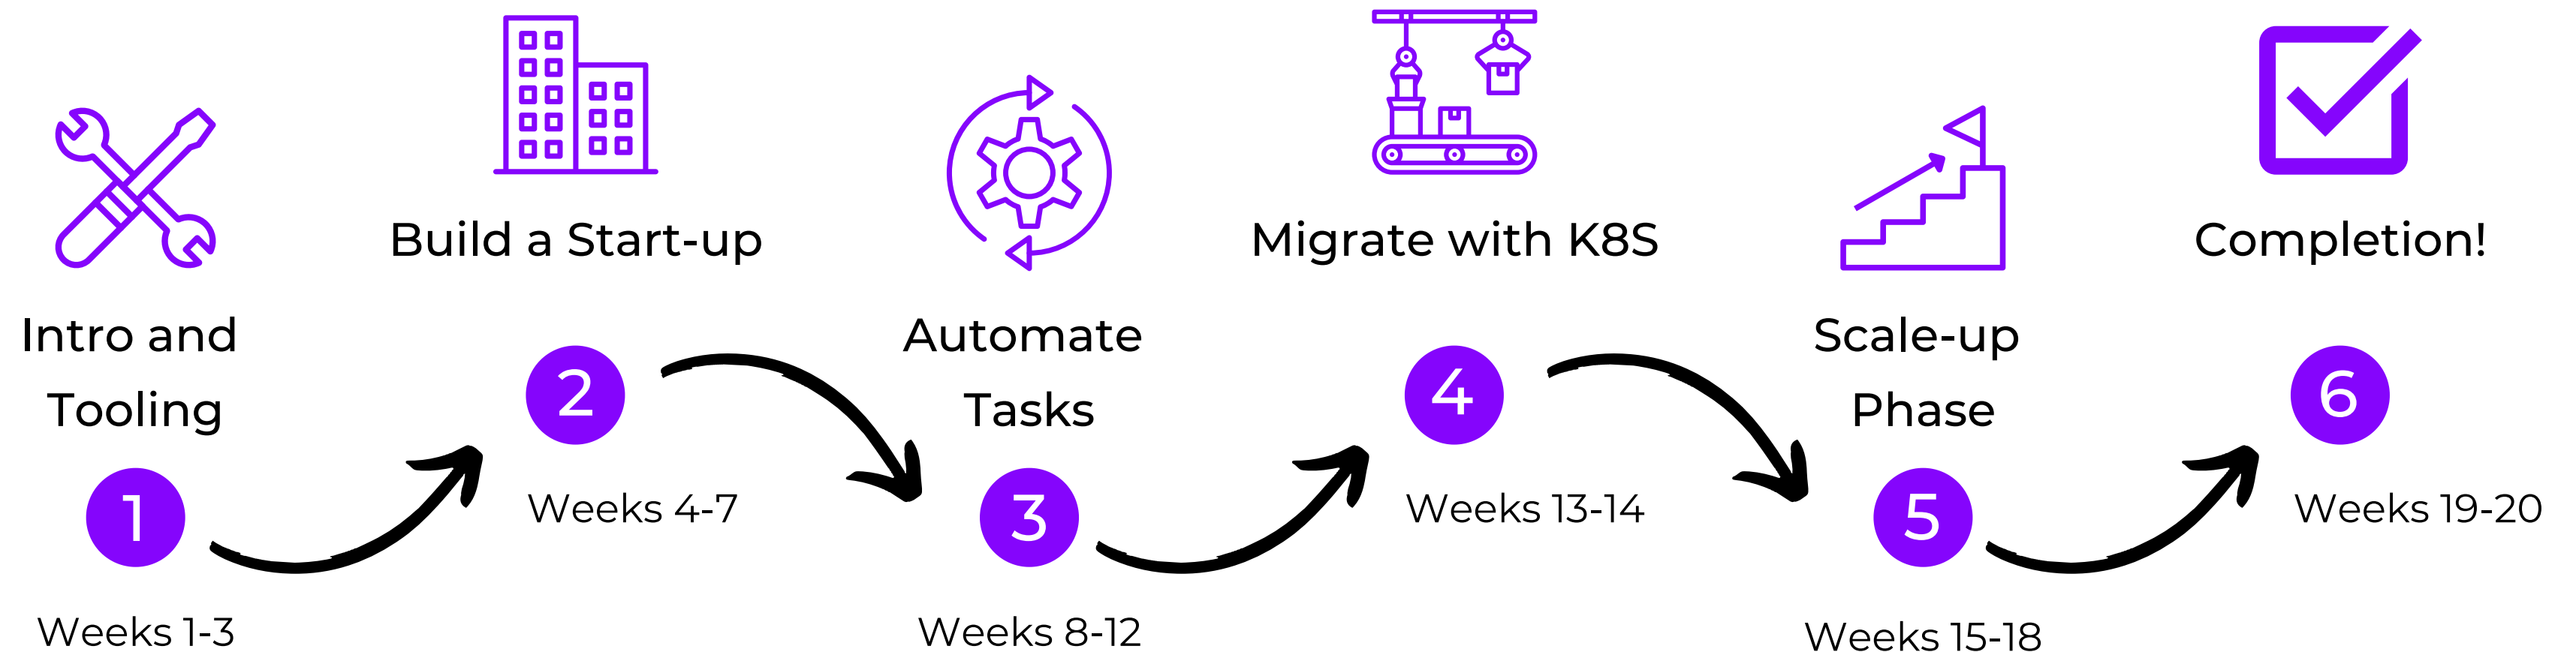 Intro and
Tooling
1
Weeks 1-3
Build a Start-up
2
Weeks 4-7
Automate
Tasks
3
Weeks 8-12
Migrate with K8S
4
Weeks 13-14
Scale-up
Phase
5
Weeks 15-18
Completion!
6
Weeks 19-20